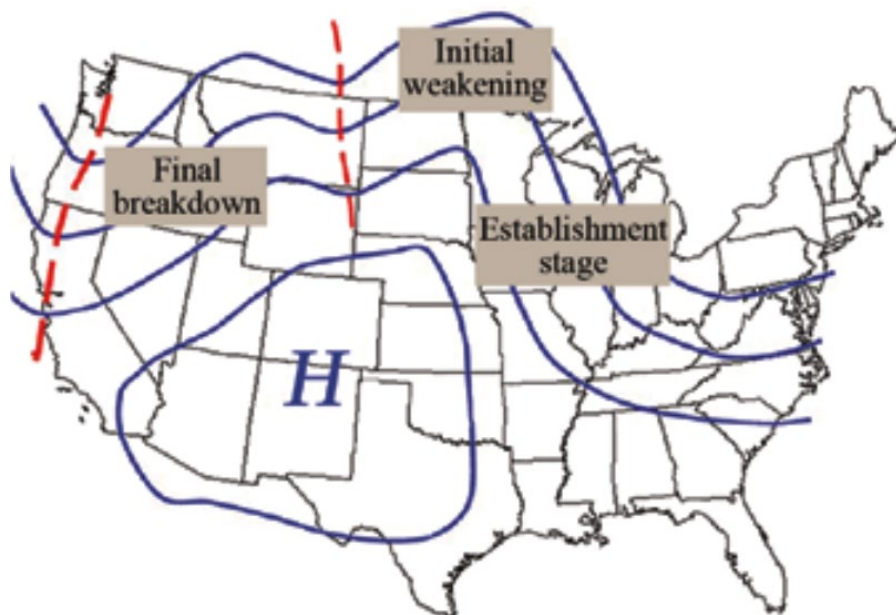 Initial
weakening
Final
breakdown
Establishment
stage
H